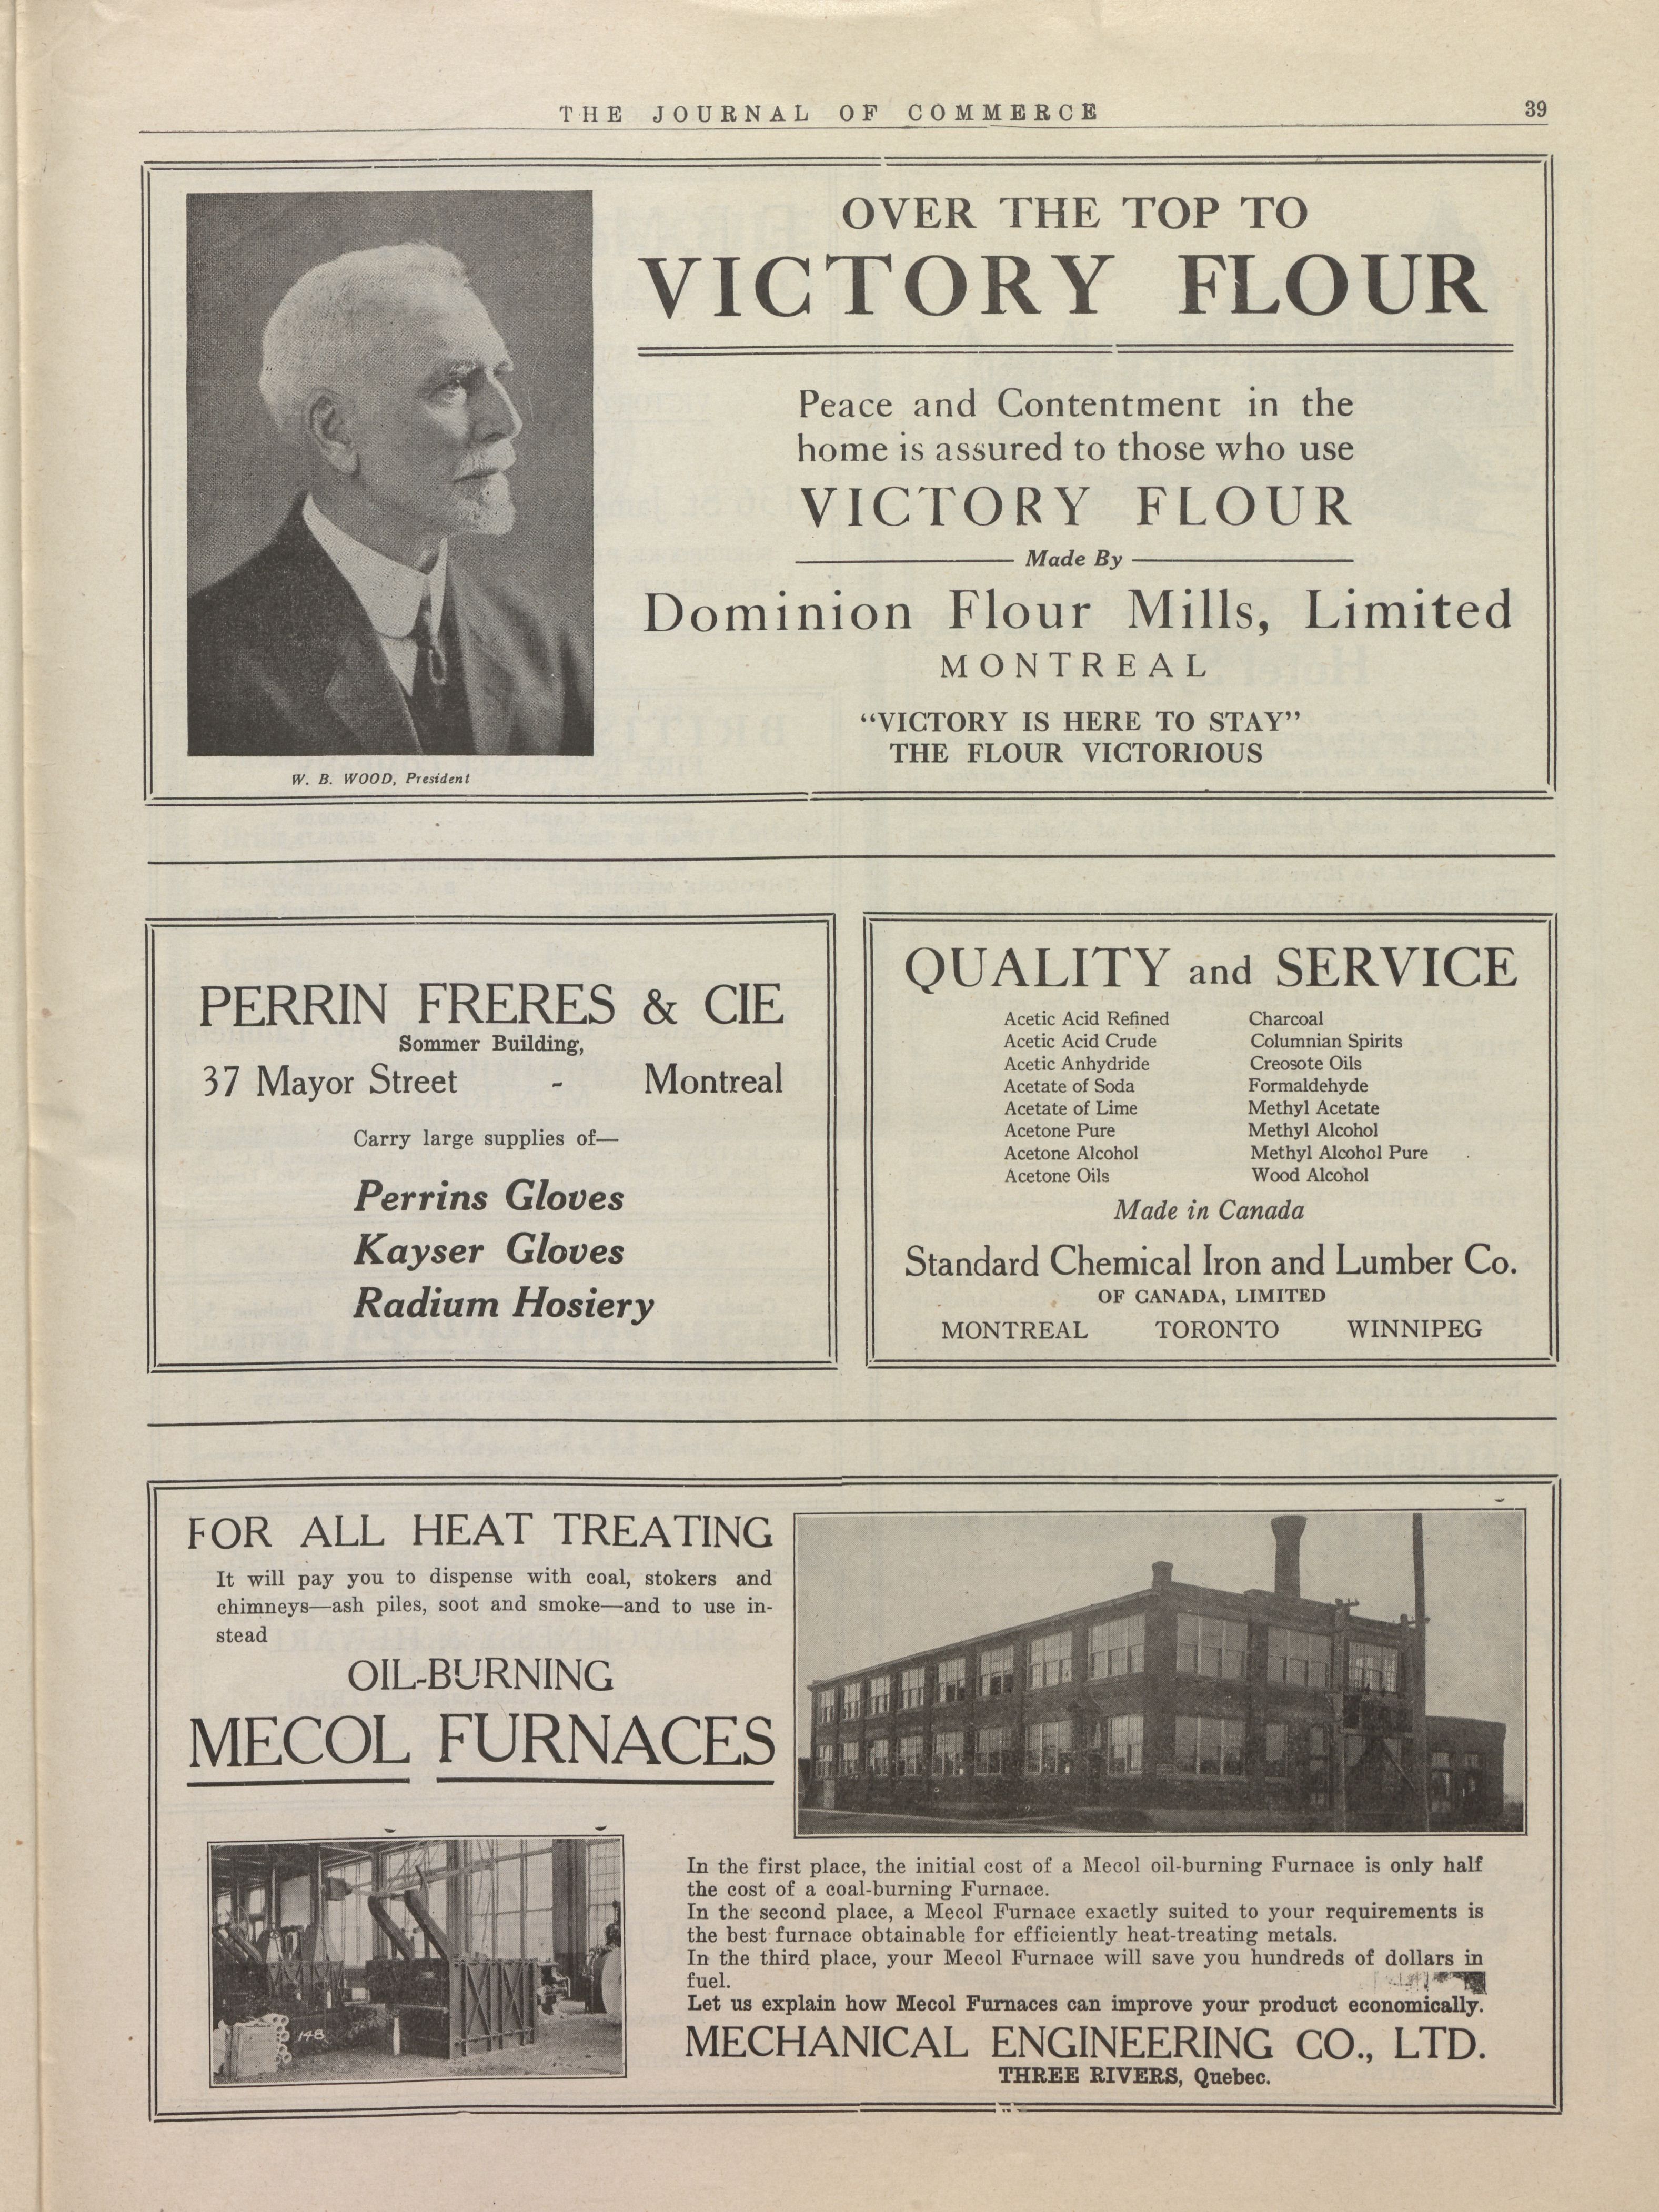 THE JOURNAL OF COMMERCE 39
OVER THE TOP TO
VICTORY FLOUR
Peace and Contentment in the
home is assured to those who use
VICTORY FLOUR
Made By
Dominion Flour Mills, Limited
MONTREAL
"VICTORY IS HERE TO STAY"
THE FLOUR VICTORIOUS
W. B. WOOD, President
PERRIN FRERES & CIE
Sommer Building,
37 Mayor Street - Montreal
Carry large supplies of—
Perrins Gloves
Kayser Gloves
Radium Hosiery
QUALITY and SERVICE
Acetic Acid Refined
Acetic Acid Crude
Acetic Anhydride
Acetate of Soda
Acetate of Lime
Acetone Pure
Acetone Alcohol
Acetone Oils
Charcoal
Columnian Spirits
Creosote Oils
Formaldehyde
Methyl Acetate
Methyl Alcohol
Methyl Alcohol Pure
Wood Alcohol
Made in Canada
Standard Chemical Iron and Lumber Co.
OF CANADA, LIMITED
MONTREAL TORONTO WINNIPEG
FOR ALL HEAT TREATING
It will pay you to dispense with coal, stokers and
chimneys—ash piles, soot and smoke—and to use in-
stead
OIL-BURNING
MECOL FURNACES
148
In the first place, the initial cost of a Mecol oil-burning Furnace is only half
the cost of a coal-burning Furnace.
In the second place, a Mecol Furnace exactly suited to your requirements is
the best furnace obtainable for efficiently heat-treating metals.
In the third place, your Mecol Furnace will save you hundreds of dollars in
fuel.
Let us explain how Mecol Furnaces can improve your product economically.
MECHANICAL ENGINEERING CO., LTD.
THREE RIVERS, Quebec.